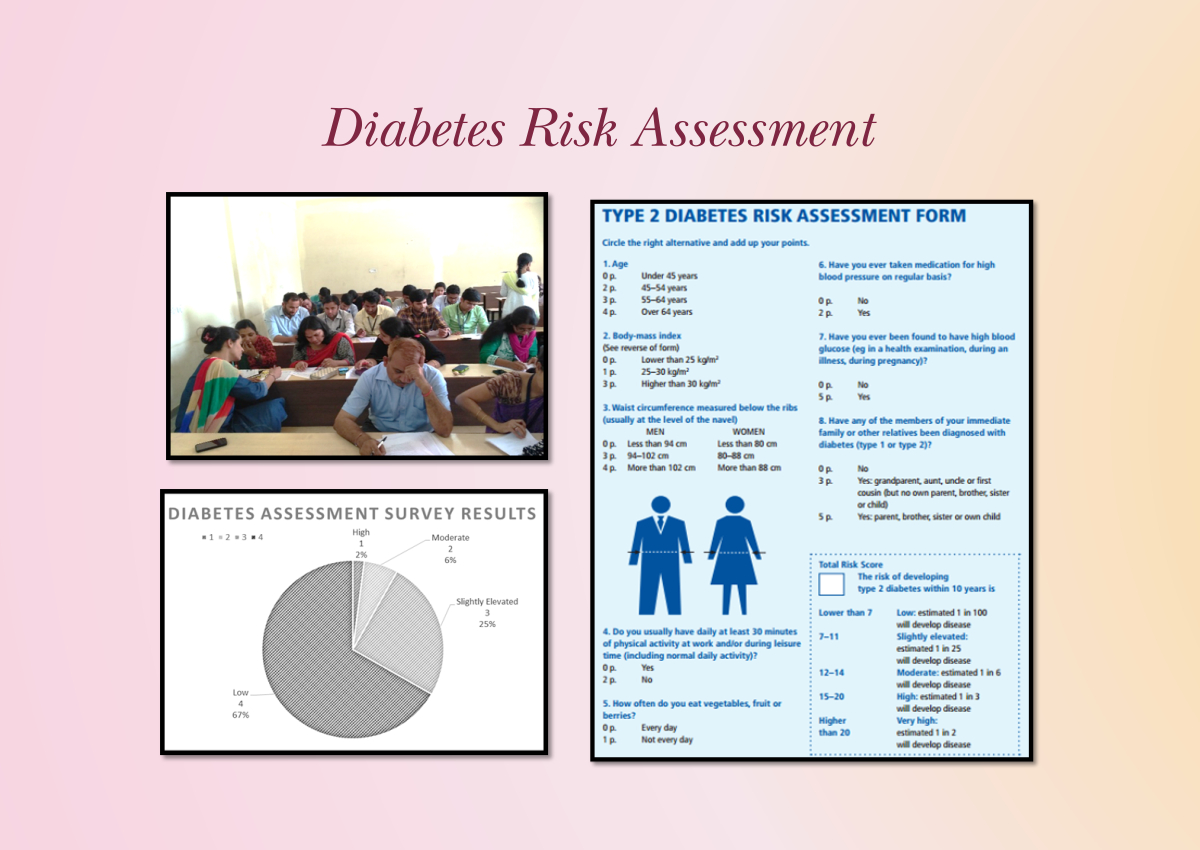 Diabetes Risk Assessment
DIABETES ASSESSMENT SURVEY RESULTS
1 2 3 4
High
1
2%
Moderate
2
6%
Slightly Elevated
3
25%
Low
4
67%
TYPE 2 DIABETES RISK ASSESSMENT FORM
Circle the right alternative and add up your points.
1. Age
0 p. Under 45 years
2 p. 45–54 years
3 p. 55–64 years
4 p. Over 64 years
2. Body-mass index
(See reverse of form)
0 p. Lower than 25 kg/m²
1 p. 25–30 kg/m²
3 p. Higher than 30 kg/m²
3. Waist circumference measured below the ribs
(usually at the level of the navel)
MEN WOMEN
0 p. Less than 94 cm Less than 80 cm
3 p. 94–102 cm 80–88 cm
4 p. More than 102 cm More than 88 cm
4. Do you usually have daily at least 30 minutes
of physical activity at work and/or during leisure
time (including normal daily activity)?
0 p. Yes
2 p. No
5. How often do you eat vegetables, fruit or
berries?
0 p. Every day
1 p. Not every day
6. Have you ever taken medication for high
blood pressure on regular basis?
0 p. No
2 p. Yes
7. Have you ever been found to have high blood
glucose (eg in a health examination, during an
illness, during pregnancy)?
0 p. No
5 p. Yes
8. Have any of the members of your immediate
family or other relatives been diagnosed with
diabetes (type 1 or type 2)?
0 p. No
3 p. Yes: grandparent, aunt, uncle or first
cousin (but no own parent, brother, sister
or child)
5 p. Yes: parent, brother, sister or own child
Total Risk Score
The risk of developing
type 2 diabetes within 10 years is
Lower than 7 Low: estimated 1 in 100
will develop disease
7–11 Slightly elevated:
estimated 1 in 25
will develop disease
12–14 Moderate: estimated 1 in 6
will develop disease
15–20 High: estimated 1 in 3
will develop disease
Higher Very high:
than 20 estimated 1 in 2
will develop disease